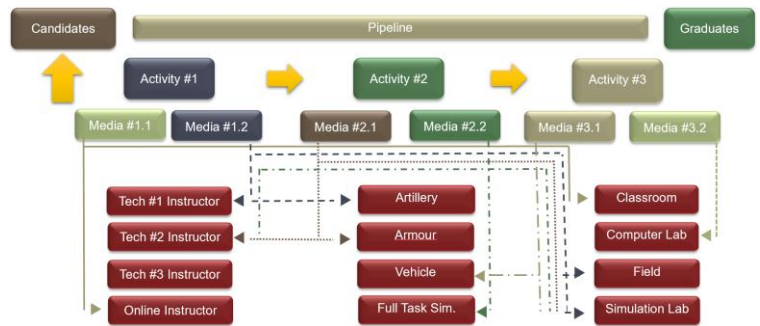 Candidates
Pipeline
Graduates
Activity #1
Activity #2
Activity #3
Media #1.1
Media #1.2
Media #2.1
Media #2.2
Media #3.1
Media #3.2
Tech #1 Instructor
Artillery
Classroom
Tech #2 Instructor
Armour
Computer Lab
Tech #3 Instructor
Vehicle
Field
Online Instructor
Full Task Sim.
Simulation Lab